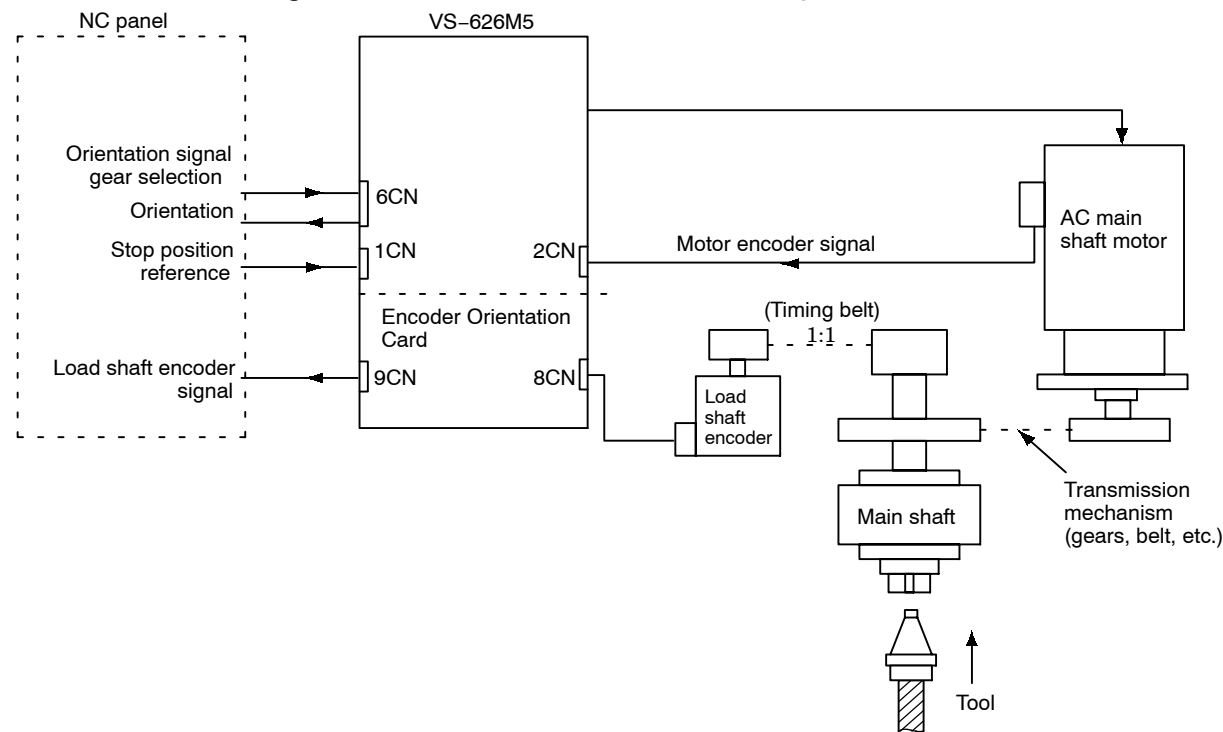 NC panel
VS−626M5
Orientation signal
gear selection
Orientation
Stop position
reference
Load shaft encoder
signal
6CN
1CN
2CN
Encoder Orientation
Card
9CN
8CN
Motor encoder signal
AC main
shaft motor
(Timing belt)
1:1
Load
shaft
encoder
Main shaft
Transmission
mechanism
(gears, belt, etc.)
Tool